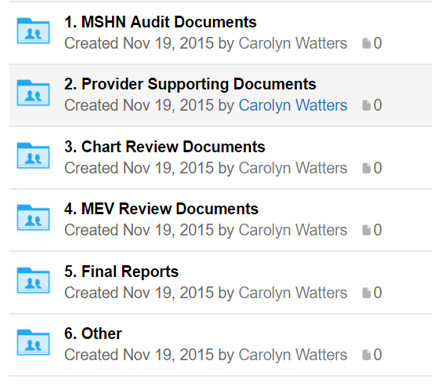 1. MSHN Audit Documents
Created Nov 19, 2015 by Carolyn Watters 0
2. Provider Supporting Documents
Created Nov 19, 2015 by Carolyn Watters 0
3. Chart Review Documents
Created Nov 19, 2015 by Carolyn Watters 0
4. MEV Review Documents
Created Nov 19, 2015 by Carolyn Watters 0
5. Final Reports
Created Nov 19, 2015 by Carolyn Watters 0
6. Other
Created Nov 19, 2015 by Carolyn Watters 0